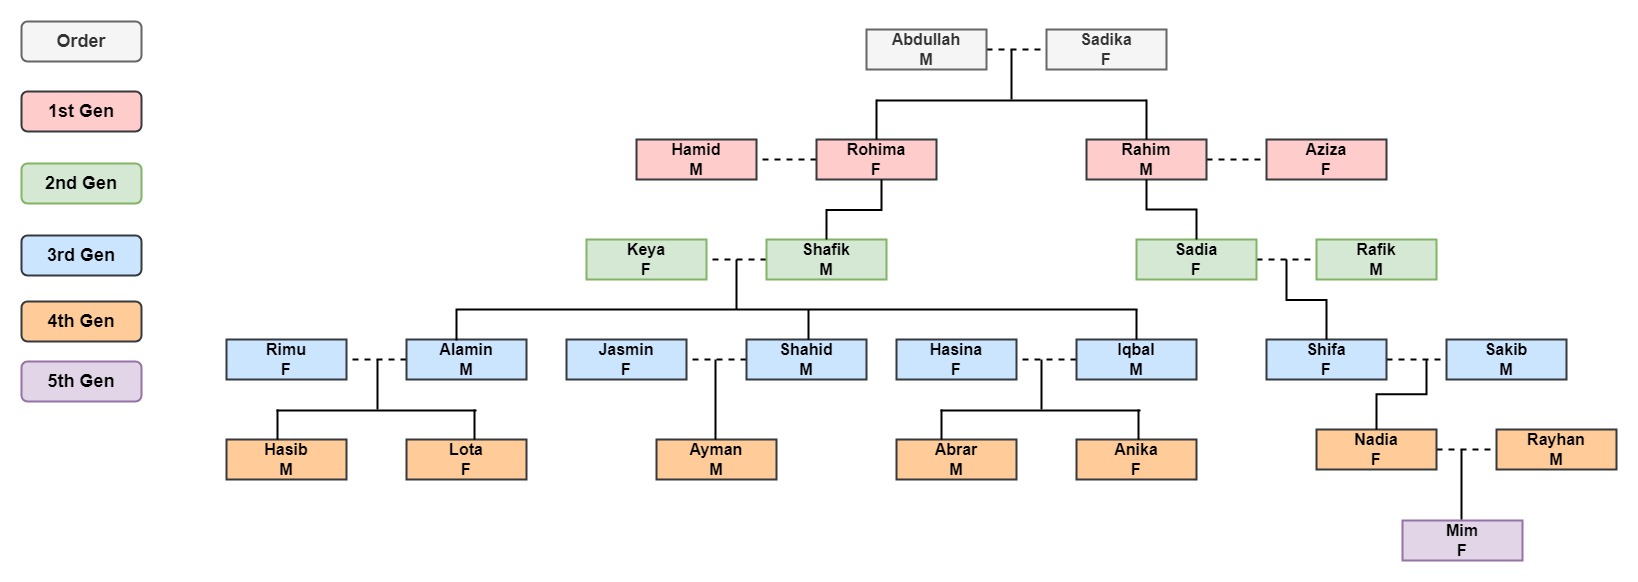 Order
1st Gen
2nd Gen
3rd Gen
4th Gen
5th Gen
Abdullah
M
Sadika
F
Hamid
M
Rohima
F
Rahim
M
Aziza
F
Keya
F
Shafik
M
Sadia
F
Rafik
M
Rimu
F
Alamin
M
Jasmin
F
Shahid
M
Hasina
F
Iqbal
M
Shifa
F
Sakib
M
Hasib
M
Lota
F
Ayman
M
Abrar
M
Anika
F
Nadia
F
Rayhan
M
Mim
F